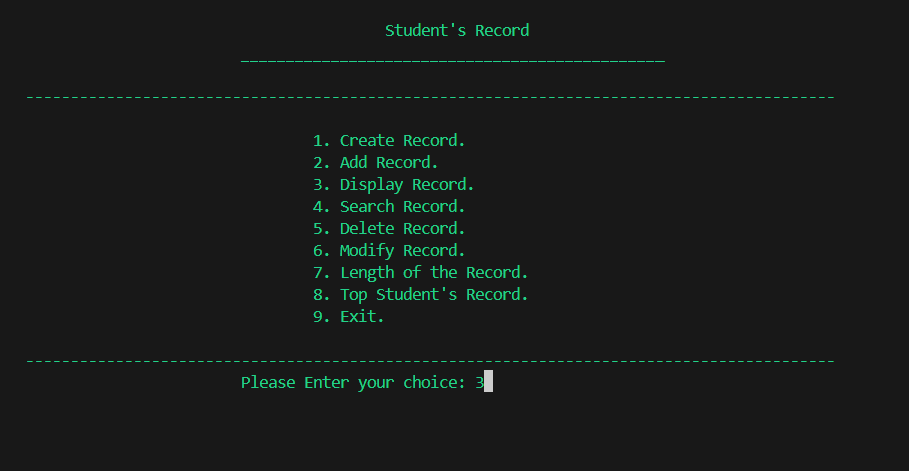 Student's Record
_______________________________________________
------------------------------------------------------------------------------------------
1. Create Record.
2. Add Record.
3. Display Record.
4. Search Record.
5. Delete Record.
6. Modify Record.
7. Length of the Record.
8. Top Student's Record.
9. Exit.
------------------------------------------------------------------------------------------
Please Enter your choice: 3